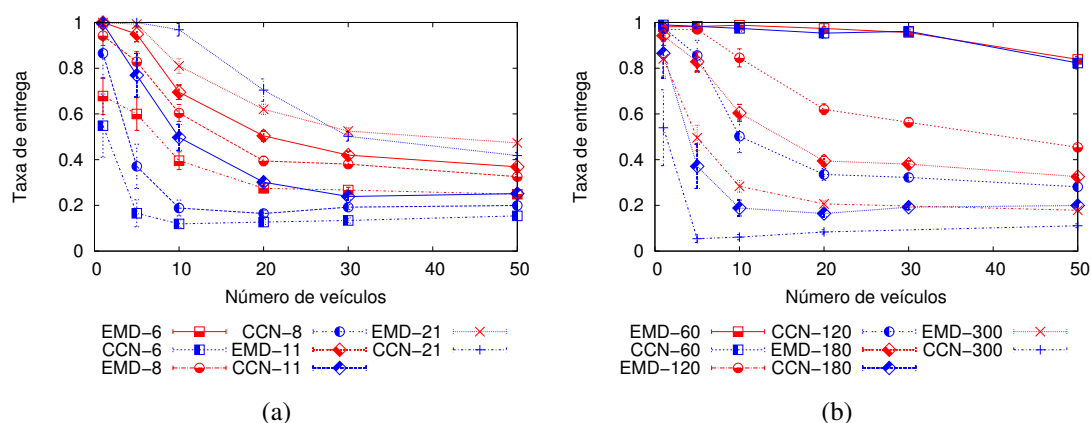 Taxa de entrega
1
0.8
0.6
0.4
0.2
0
0 10 20 30 40 50
Número de veículos
EMD−6 CCN−8 EMD−21
CCN−6 EMD−11 CCN−21
EMD−8 CCN−11
(a)
Taxa de entrega
1
0.8
0.6
0.4
0.2
0
0 10 20 30 40 50
Número de veículos
EMD−60 CCN−120 EMD−300
CCN−60 EMD−180 CCN−300
EMD−120 CCN−180
(b)